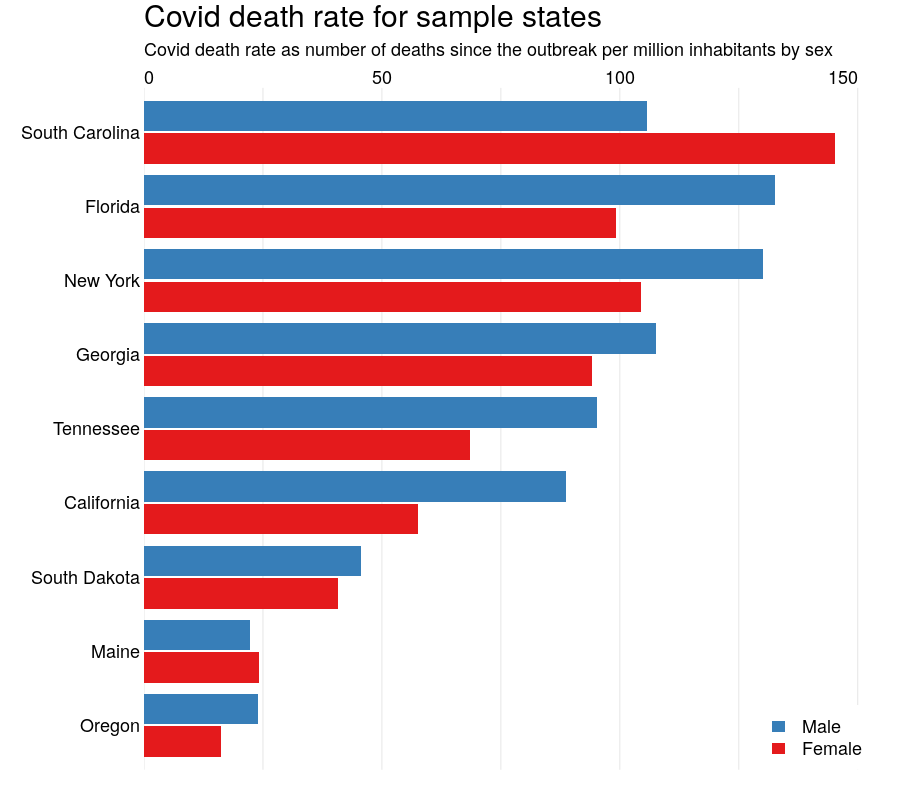 Covid death rate for sample states
Covid death rate as number of deaths since the outbreak per million inhabitants by sex
0 50 100 150
South Carolina
Florida
New York
Georgia
Tennessee
California
South Dakota
Maine
Oregon
Male
Female